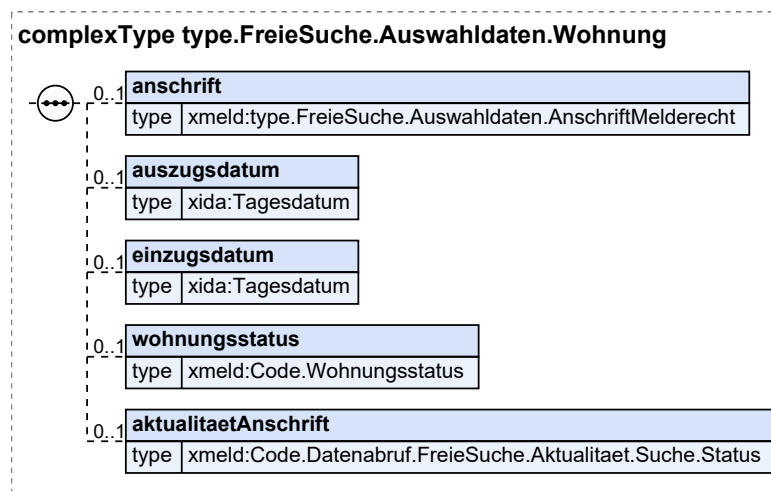 complexType type.FreieSuche.Auswahldaten.Wohnung
0..1 anschrift
type xmeld:type.FreieSuche.Auswahldaten.AnschriftMelderecht
0..1 auszugsdatum
type xida:Tagesdatum
0..1 einzugsdatum
type xida:Tagesdatum
0..1 wohnungsstatus
type xmeld:Code.Wohnungsstatus
0..1 aktualitaetAnschrift
type xmeld:Code.Datenabruf.FreieSuche.Aktualitaet.Suche.Status